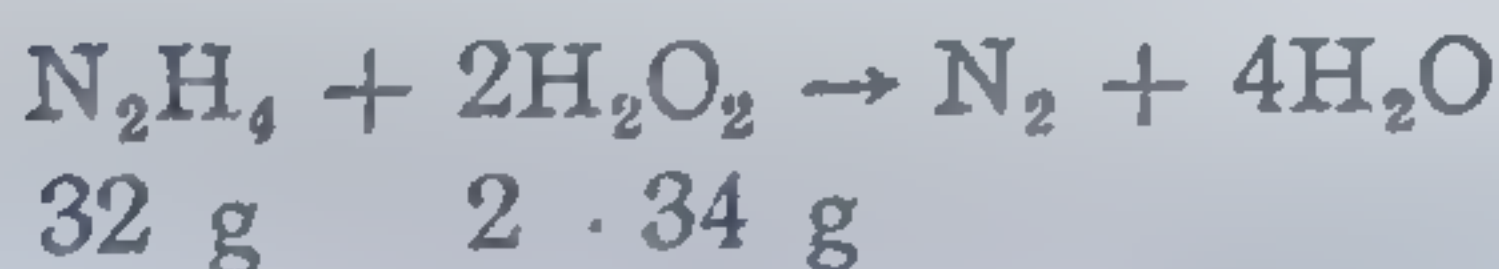 N₂H₄ + 2H₂O₂ → N₂ + 4H₂O
32 g 2 · 34 g